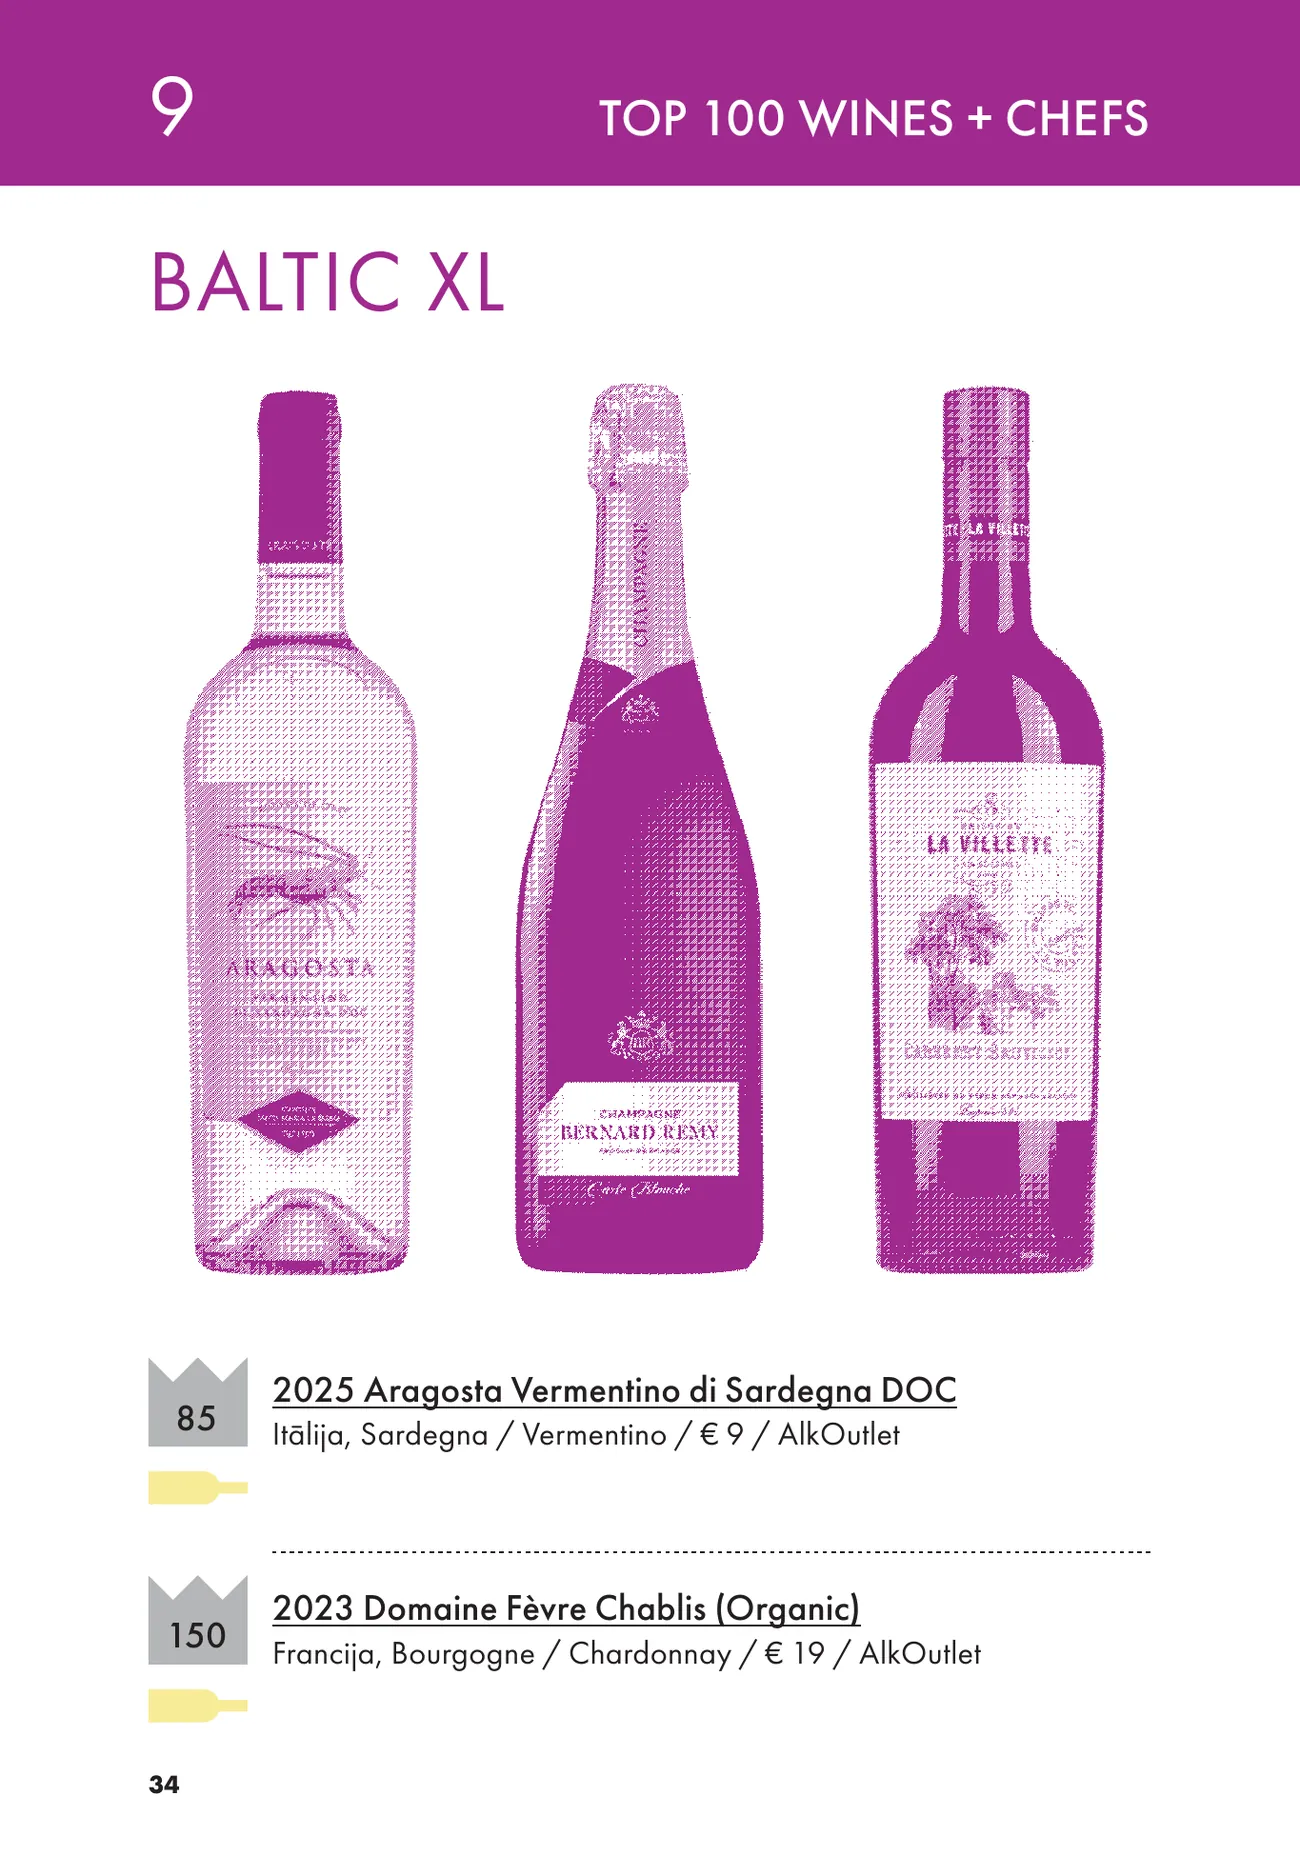 9
TOP 100 WINES + CHEFS
BALTIC XL
LA VILLETTE
CHAMPAGNE
LA VILLETTE
ARAGOSTA
CHAMPAGNE
BERNARD REMY
Carte Blanche
85
2025 Aragosta Vermentino di Sardegna DOC
Itālija, Sardegna / Vermentino / € 9 / AlkOutlet
150
2023 Domaine Fèvre Chablis (Organic)
Francija, Bourgogne / Chardonnay / € 19 / AlkOutlet
34